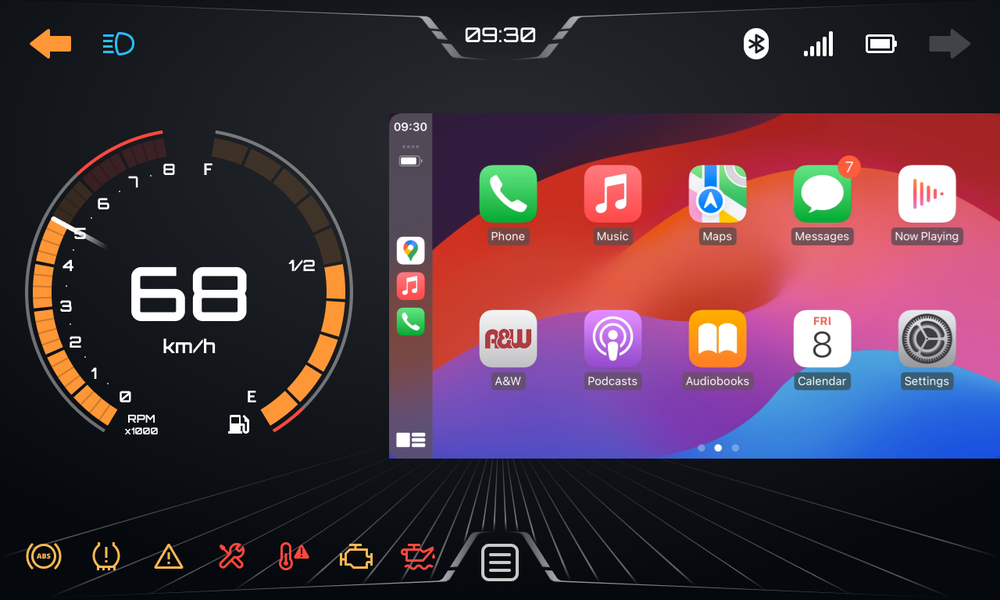 09:30
09:30
8
F
7
6
5
4
1/2
3
68
km/h
2
1
0
E
RPM
x1000
7
Phone
Music
Maps
Messages
Now Playing
A&W
FRI
8
A&W
Podcasts
Audiobooks
Calendar
Settings
ABS